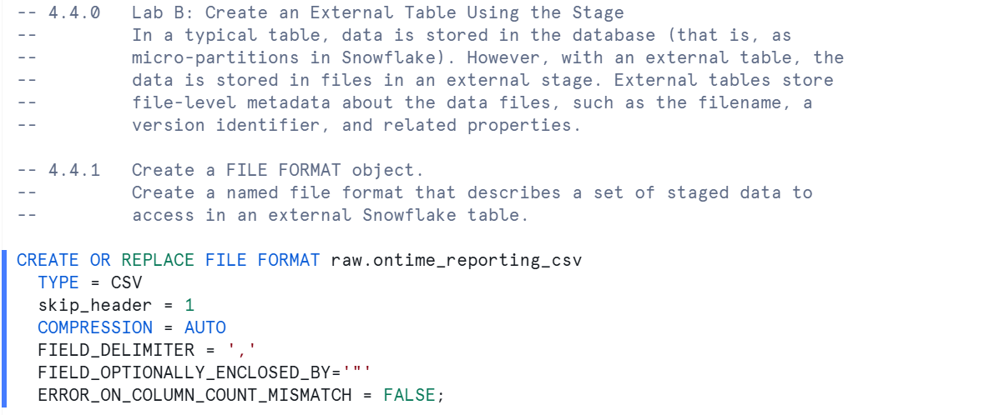 -- 4.4.0   Lab B: Create an External Table Using the Stage
--         In a typical table, data is stored in the database (that is, as
--         micro-partitions in Snowflake). However, with an external table, the
--         data is stored in files in an external stage. External tables store
--         file-level metadata about the data files, such as the filename, a
--         version identifier, and related properties.
-- 4.4.1   Create a FILE FORMAT object.
--         Create a named file format that describes a set of staged data to
--         access in an external Snowflake table.
CREATE OR REPLACE FILE FORMAT raw.ontime_reporting_csv
  TYPE = CSV
  skip_header = 1
  COMPRESSION = AUTO
  FIELD_DELIMITER = ','
  FIELD_OPTIONALLY_ENCLOSED_BY='"'
  ERROR_ON_COLUMN_COUNT_MISMATCH = FALSE;